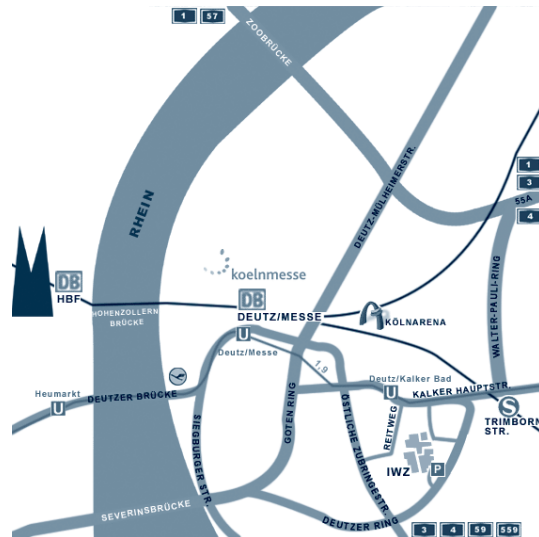 1 57
ZOOBRÜCKE
DEUTZ-MÜLHEIMERSTR.
1
3
55A
4
RHEIN
koelnmesse
DB
HBF
DB
HOHENZOLLERN
BRÜCKE
DEUTZ/MESSE
KÖLNARENA
WALTER-PAULI-RING
U
Deutz/Messe
1,9
Deutz/Kalker Bad
Heumarkt
U
DEUTZER BRÜCKE
U
KALKER HAUPTSTR.
SIEGBURGER STR.
GOTEN RING
ÖSTLICHE ZUBRINGESTR.
REITWEG
S
TRIMBORN
STR.
IWZ
P
SEVERINSBRÜCKE
DEUTZER RING
3 4 59 559